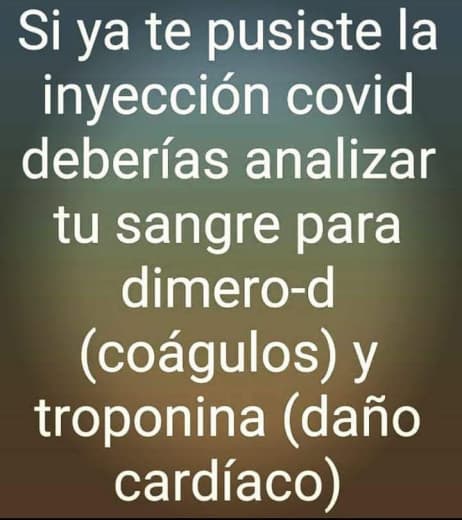 Si ya te pusiste la
inyección covid
deberías analizar
tu sangre para
dimero-d
(coágulos) y
troponina (daño
cardíaco)